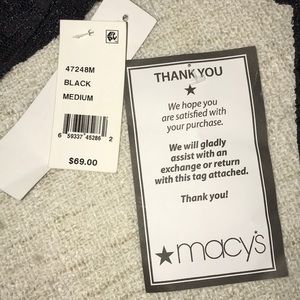 47248M
BLACK
MEDIUM
6 59337 45286 2
$69.00
THANK YOU
We hope you
are satisfied with
your purchase.
We will gladly
assist with an
exchange or return
with this tag attached.
Thank you!
macy's